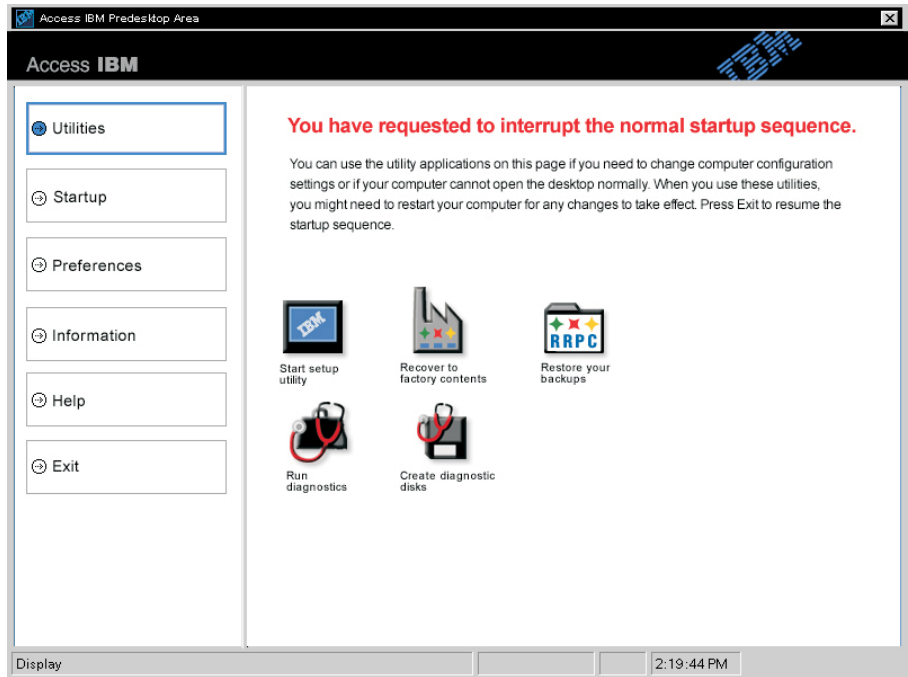 Access IBM Predesktop Area
Access IBM
IBM
Utilities
Startup
Preferences
Information
Help
Exit
You have requested to interrupt the normal startup sequence.
You can use the utility applications on this page if you need to change computer configuration
settings or if your computer cannot open the desktop normally. When you use these utilities,
you might need to restart your computer for any changes to take effect. Press Exit to resume the
startup sequence.
IBM
Start setup
utility
Recover to
factory contents
RRPC
Restore your
backups
Run
diagnostics
Create diagnostic
disks
Display
2:19:44 PM